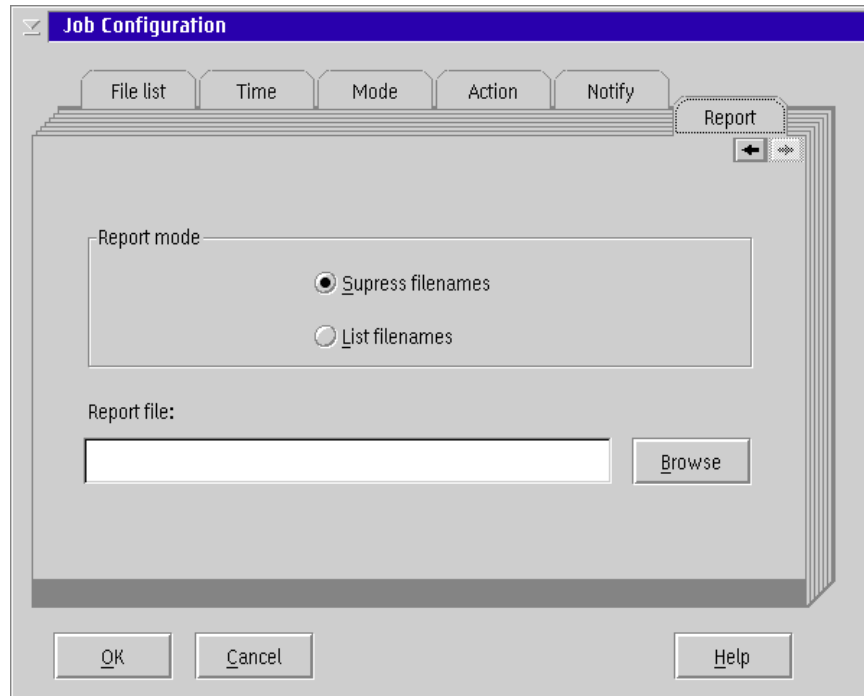 Job Configuration
File list Time Mode Action Notify
Report
Report mode
Supress filenames
List filenames
Report file:
Browse
OK Cancel Help